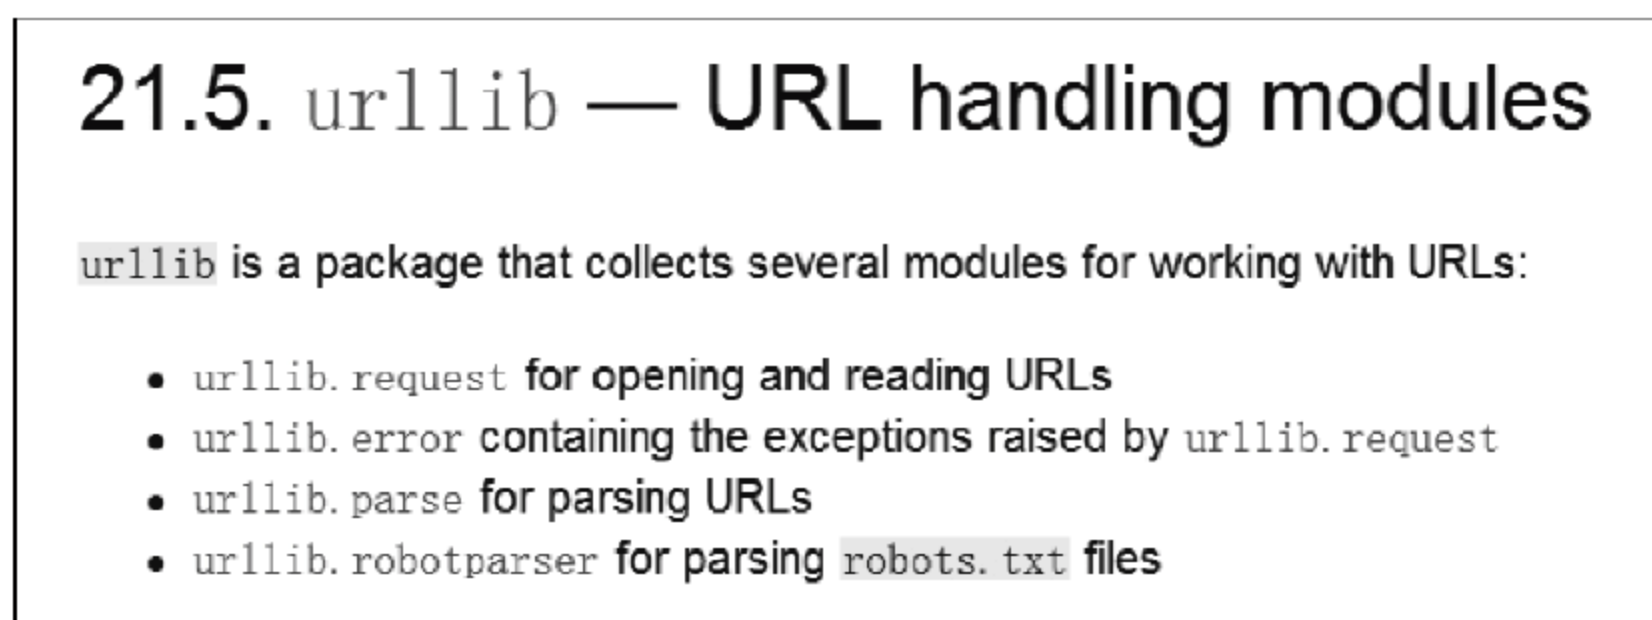 21.5. urllib — URL handling modules
urllib is a package that collects several modules for working with URLs:
• urllib.request for opening and reading URLs
• urllib.error containing the exceptions raised by urllib.request
• urllib.parse for parsing URLs
• urllib.robotparser for parsing robots.txt files